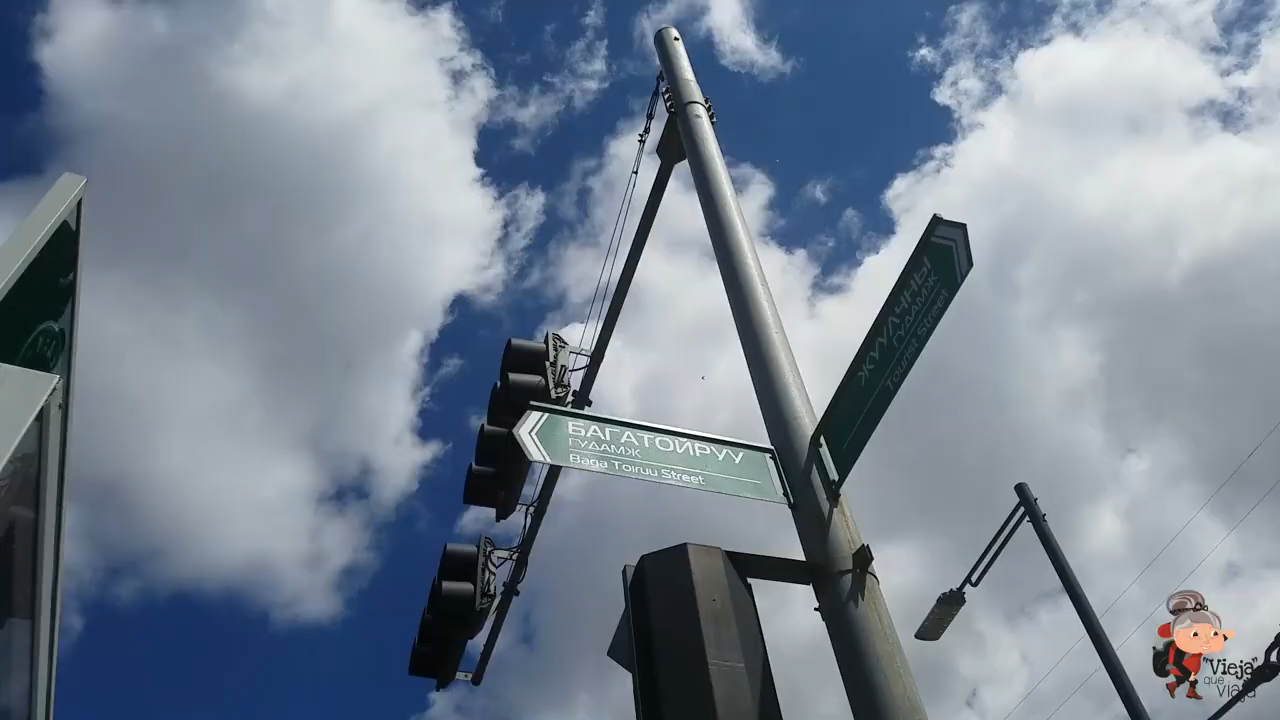 БАГАТОЙРУУ
ГУДАМЖ
Baga Toiruu Street
ЖУУЛЧНЫ
ГУДАМЖ
Tourist Street
"Vieja"
que
Viaja